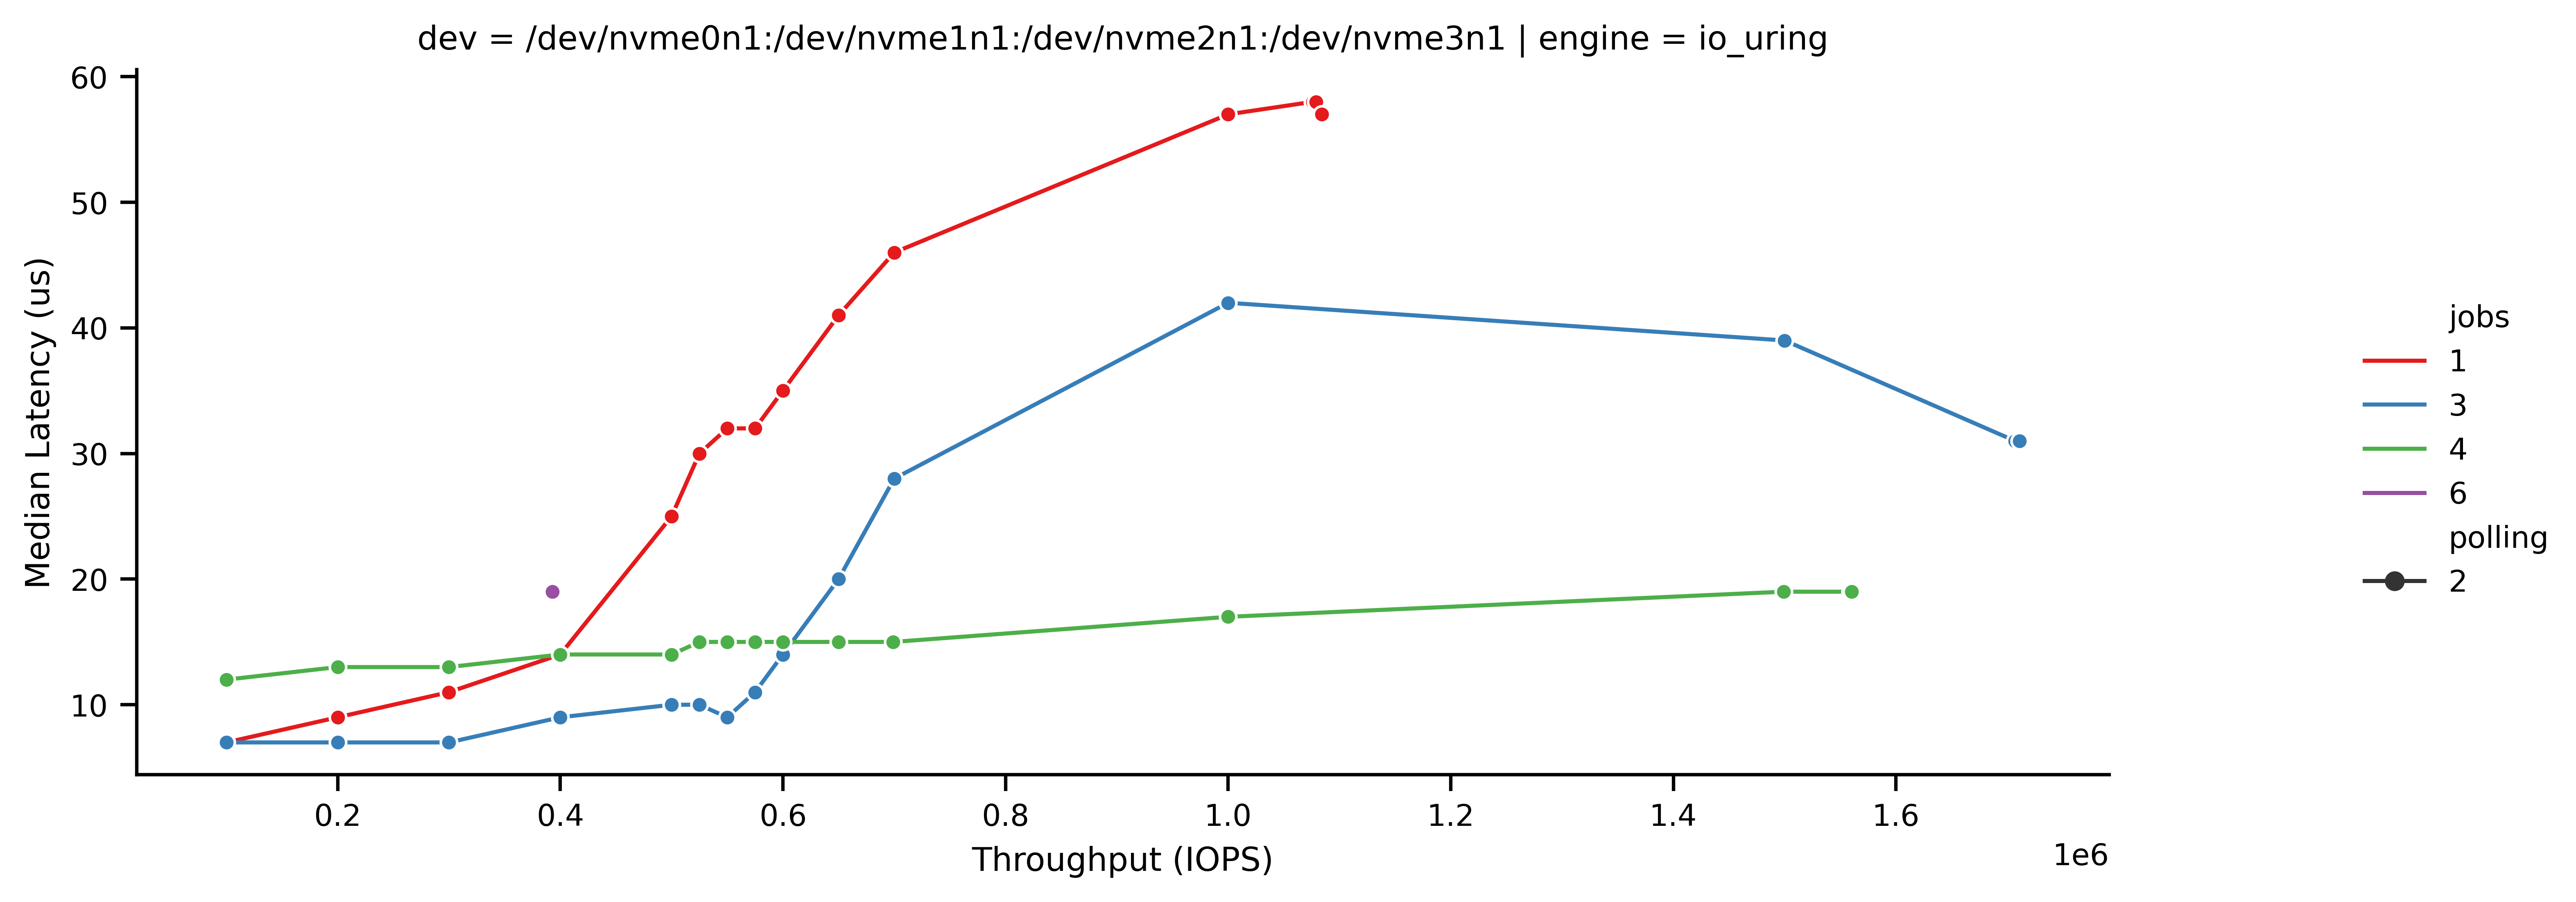 dev = /dev/nvme0n1:/dev/nvme1n1:/dev/nvme2n1:/dev/nvme3n1 | engine = io_uring
60
50
40
30
20
10
Median Latency (us)
0.2 0.4 0.6 0.8 1.0 1.2 1.4 1.6
1e6
Throughput (IOPS)
jobs
1
3
4
6
polling
2